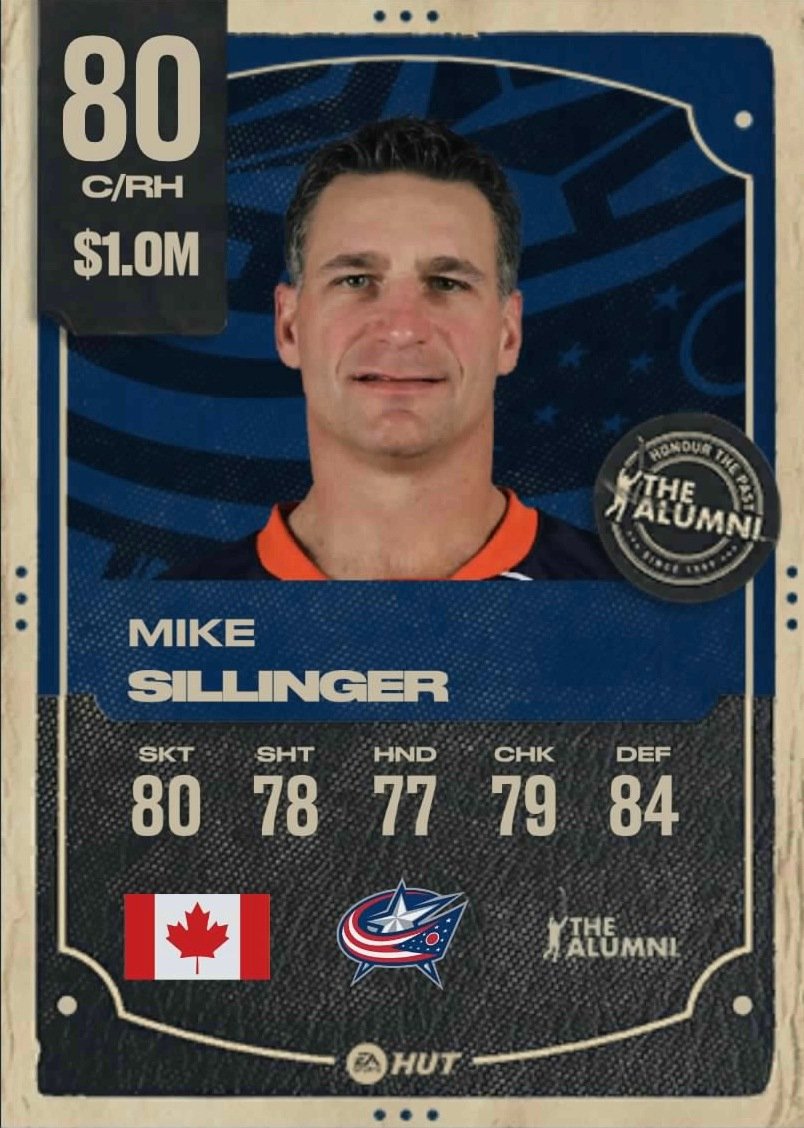 80
C/RH
$1.0M
HONOUR THE PAST
THE
ALUMNI
MIKE
SILLINGER
SKT SHT HND CHK DEF
80 78 77 79 84
THE
ALUMNI
EA
HUT